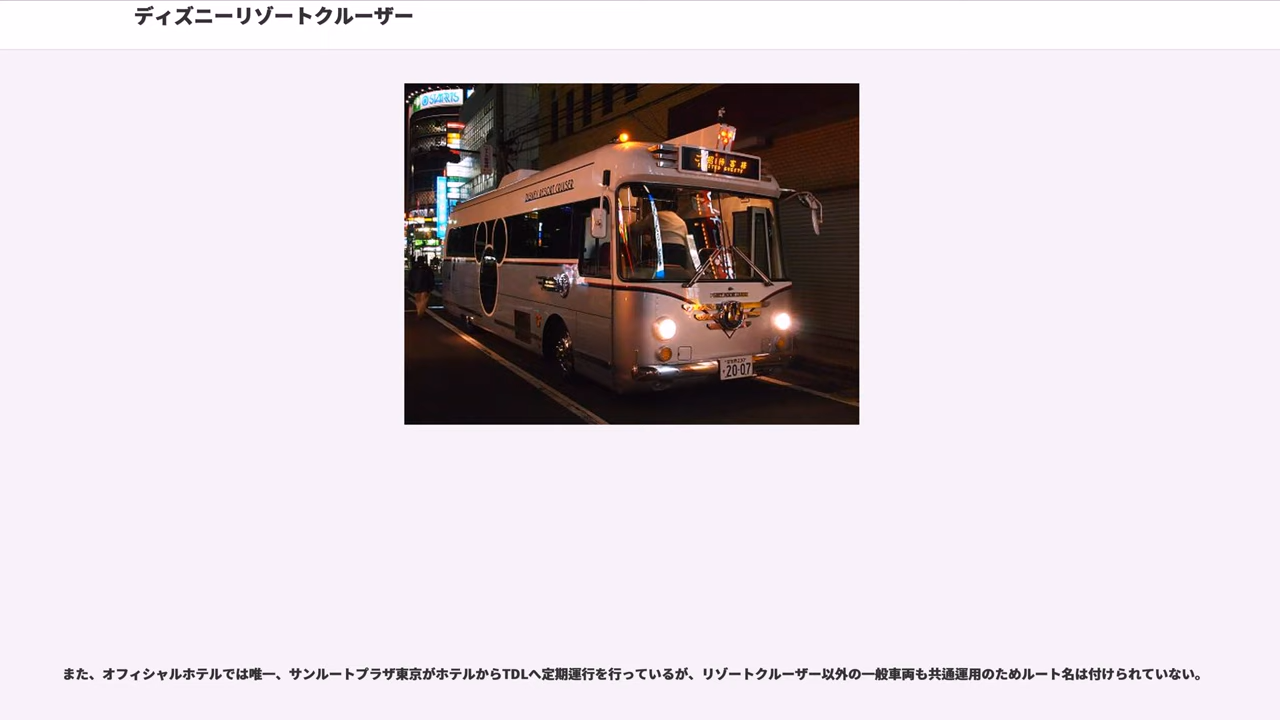 ディズニーリゾートクルーザー
DISNEY RESORT CRUISER
20-07
また、オフィシャルホテルでは唯一、サンルートプラザ東京がホテルからTDLへ定期運行を行っているが、リゾートクルーザー以外の一般車両も共通運用のためルート名は付けられていない。